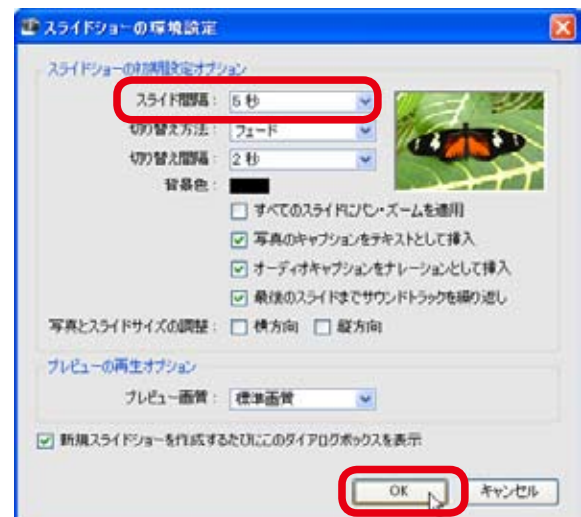 スライドショーの環境設定
スライドショーの初期設定オプション
スライド間隔： 5 秒
切り替え方法： フェード
切り替え間隔： 2 秒
背景色：
すべてのスライドにパン・ズームを適用
写真のキャプションをテキストとして挿入
オーディオキャプションをナレーションとして挿入
最後のスライドまでサウンドトラックを繰り返し
写真とスライドサイズの調整： 横方向 縦方向
プレビューの再生オプション
プレビュー画質： 標準画質
新規スライドショーを作成するたびにこのダイアログボックスを表示
OK キャンセル